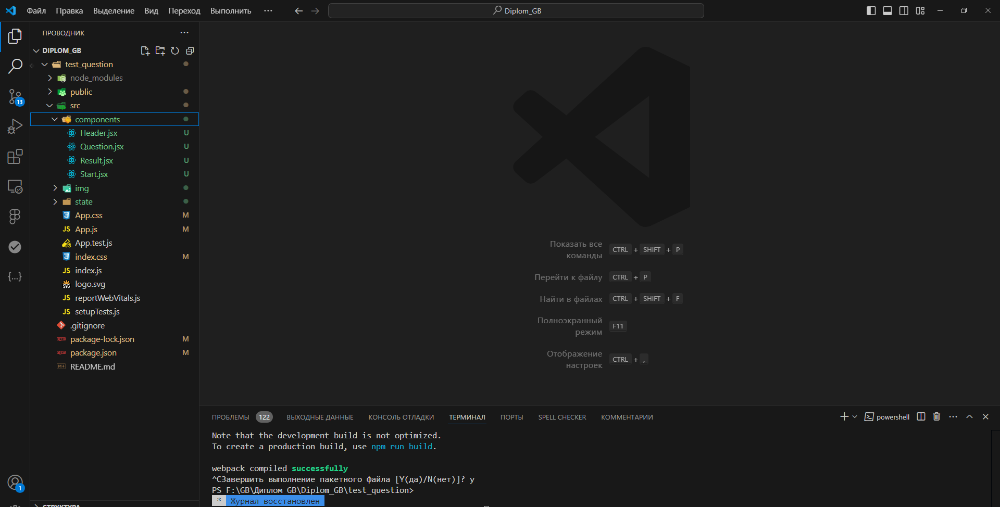 Файл Правка Выделение Вид Переход Выполнить ... Diplom_GB
ПРОВОДНИК
DIPLOM_GB
test_question
node_modules
public
13
src
components
Header.jsx U
Question.jsx U
Result.jsx U
Start.jsx U
img
state
App.css M
JS App.js M
App.test.js
index.css M
JS index.js
SVG logo.svg
JS reportWebVitals.js
JS setupTests.js
.gitignore
package-lock.json M
package.json M
README.md
1
СТРУКТУРА
Показать все команды CTRL + SHIFT + P
Перейти к файлу CTRL + P
Найти в файлах CTRL + SHIFT + F
Полноэкранный режим F11
Отображение настроек CTRL + ,
ПРОБЛЕМЫ 122 ВЫХОДНЫЕ ДАННЫЕ КОНСОЛЬ ОТЛАДКИ ТЕРМИНАЛ ПОРТЫ SPELL CHECKER КОММЕНТАРИИ powershell
Note that the development build is not optimized.
To create a production build, use npm run build.
webpack compiled successfully
^CЗавершить выполнение пакетного файла [Y(да)/N(нет)]? y
PS F:\GB\Диплом GB\Diplom_GB\test_question>
* Журнал восстановлен